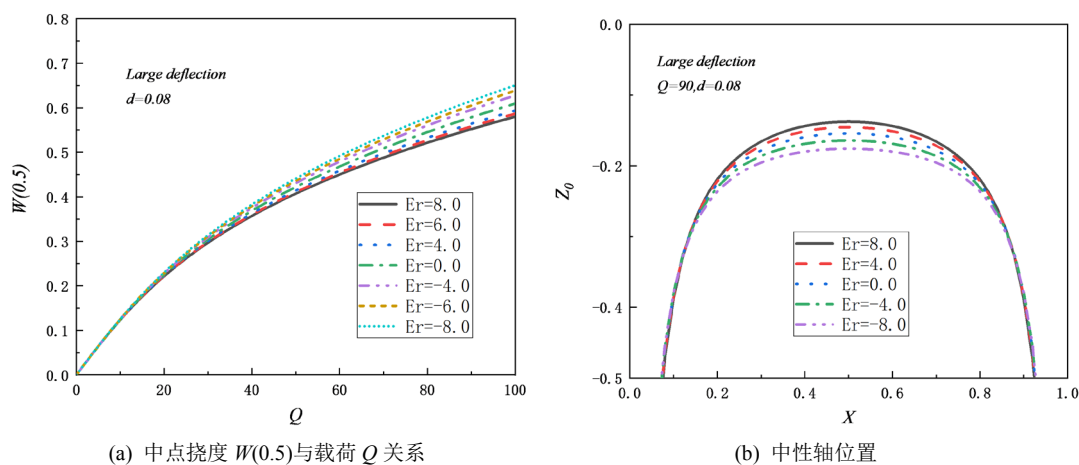 0.8
0.7
0.6
0.5
0.4
0.3
0.2
0.1
0.0
W(0.5)
Large deflection
d=0.08
Er=8.0
Er=6.0
Er=4.0
Er=0.0
Er=-4.0
Er=-6.0
Er=-8.0
0 20 40 60 80 100
Q
(a) 中点挠度 W(0.5)与载荷 Q 关系
0.0
-0.2
-0.4
-0.5
Z₀
Large deflection
Q=90,d=0.08
Er=8.0
Er=4.0
Er=0.0
Er=-4.0
Er=-8.0
0.0 0.2 0.4 0.6 0.8 1.0
X
(b) 中性轴位置